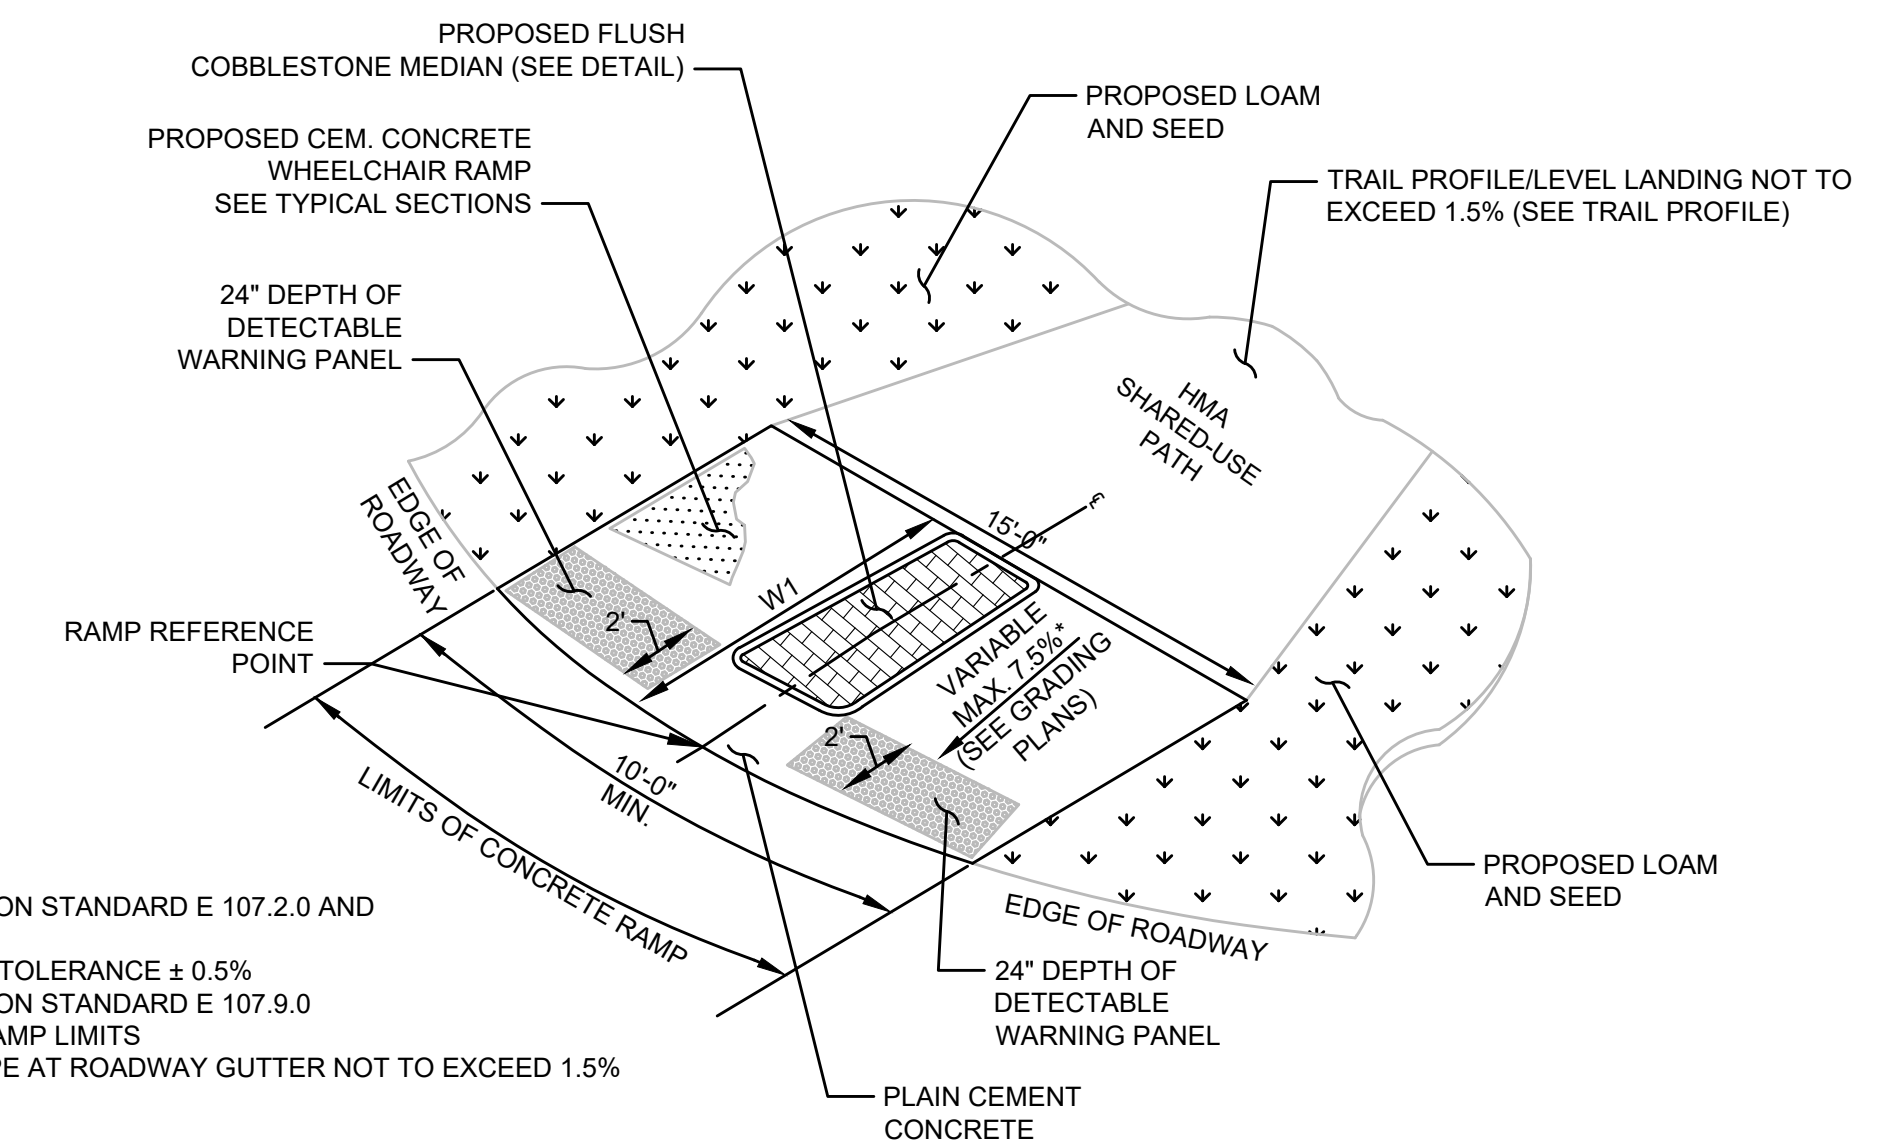 PROPOSED FLUSH
COBBLESTONE MEDIAN (SEE DETAIL)
PROPOSED LOAM
AND SEED
PROPOSED CEM. CONCRETE
WHEELCHAIR RAMP
SEE TYPICAL SECTIONS
TRAIL PROFILE/LEVEL LANDING NOT TO
EXCEED 1.5% (SEE TRAIL PROFILE)
24" DEPTH OF
DETECTABLE
WARNING PANEL
HMA
SHARED-USE
PATH
EDGE OF
ROADWAY
15'-0"
W1
2'
RAMP REFERENCE
POINT
VARIABLE
MAX. 7.5%*
(SEE GRADING
PLANS)
2'
10'-0"
MIN.
LIMITS OF CONCRETE RAMP
PROPOSED LOAM
AND SEED
EDGE OF ROADWAY
ON STANDARD E 107.2.0 AND
TOLERANCE ± 0.5%
ON STANDARD E 107.9.0
AMP LIMITS
PE AT ROADWAY GUTTER NOT TO EXCEED 1.5%
24" DEPTH OF
DETECTABLE
WARNING PANEL
PLAIN CEMENT
CONCRETE